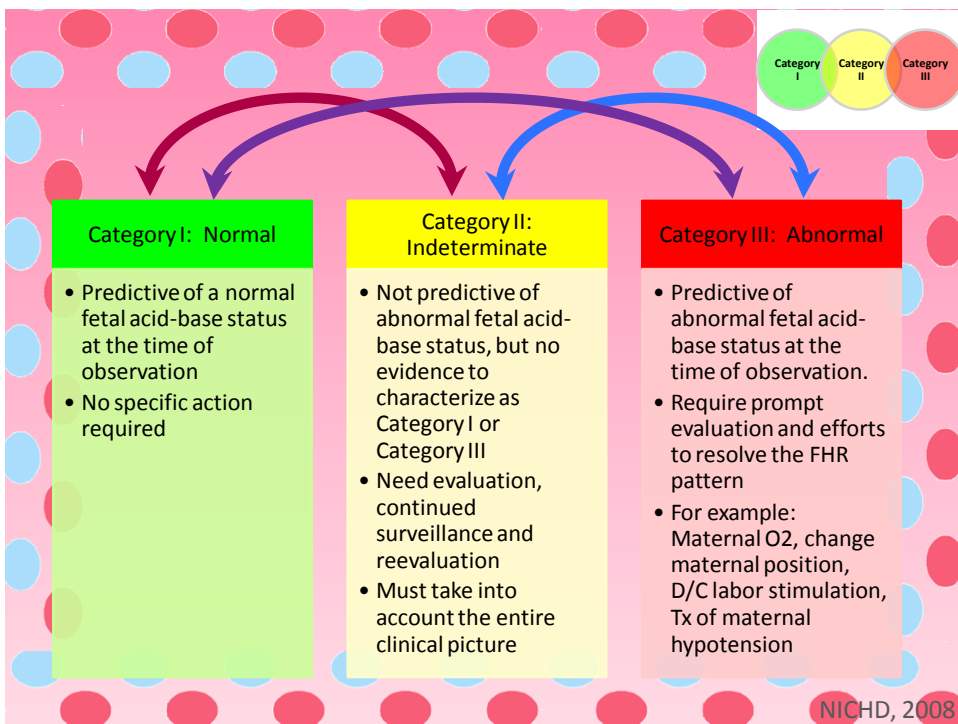 Category
I
Category
II
Category
III
Category I: Normal
• Predictive of a normal
fetal acid-base status
at the time of
observation
• No specific action
required
Category II:
Indeterminate
• Not predictive of
abnormal fetal acid-
base status, but no
evidence to
characterize as
Category I or
Category III
• Need evaluation,
continued
surveillance and
reevaluation
• Must take into
account the entire
clinical picture
Category III: Abnormal
• Predictive of
abnormal fetal acid-
base status at the
time of observation.
• Require prompt
evaluation and efforts
to resolve the FHR
pattern
• For example:
Maternal O2, change
maternal position,
D/C labor stimulation,
Tx of maternal
hypotension
NICHD, 2008